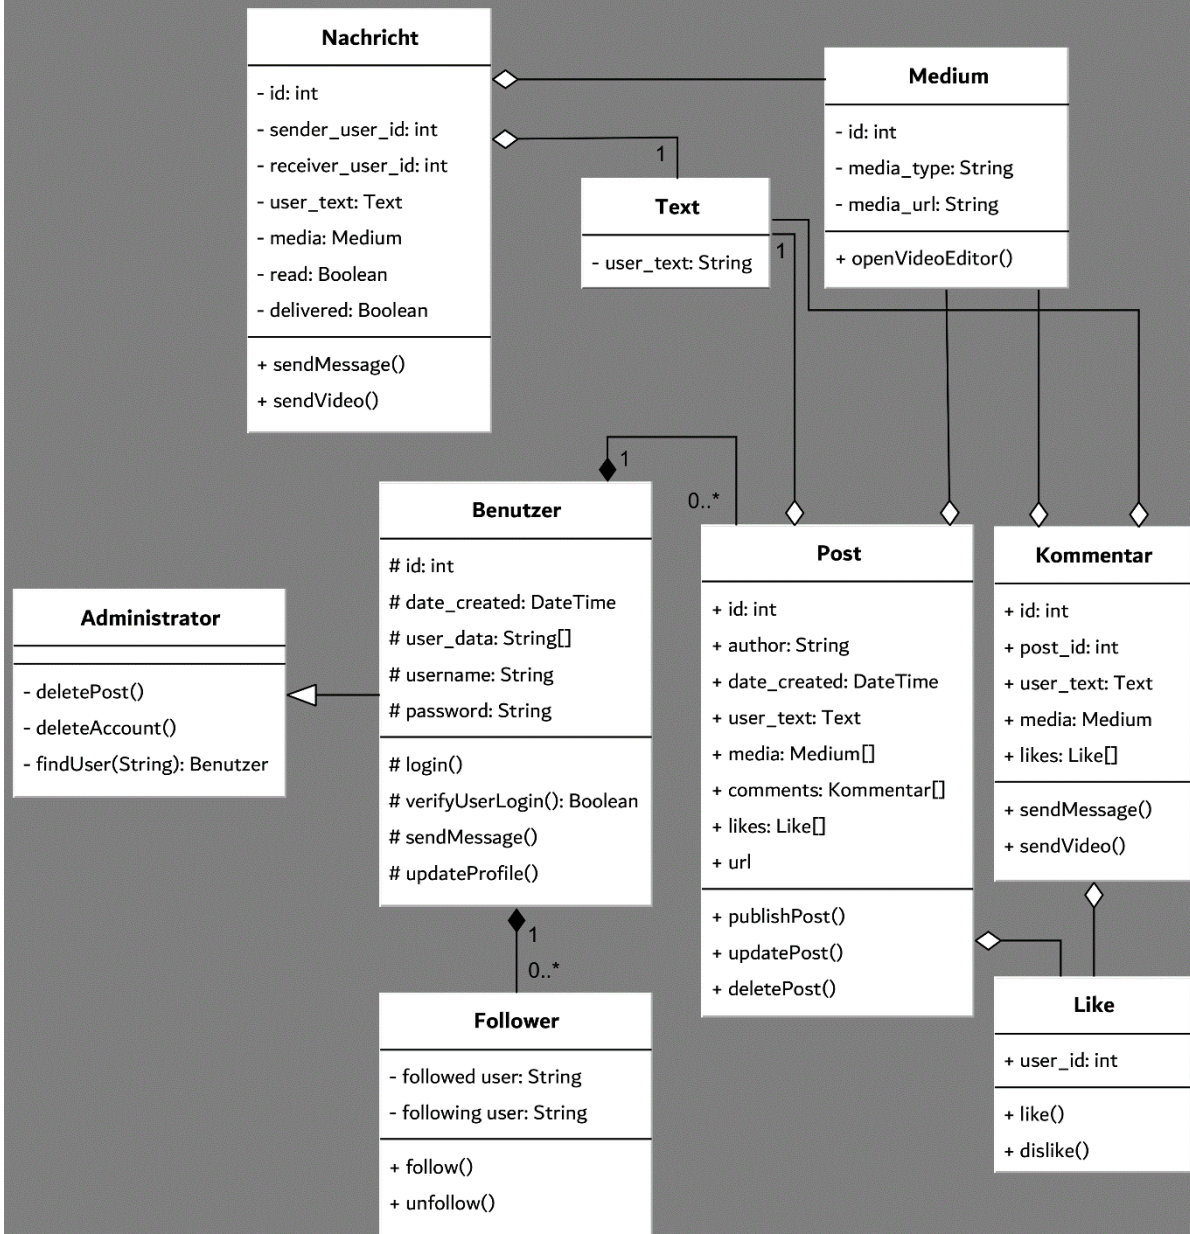 Nachricht
- id: int
- sender_user_id: int
- receiver_user_id: int
- user_text: Text
- media: Medium
- read: Boolean
- delivered: Boolean
+ sendMessage()
+ sendVideo()
Medium
- id: int
- media_type: String
- media_url: String
+ openVideoEditor()
1
Text
- user_text: String
1
Benutzer
# id: int
# date_created: DateTime
# user_data: String[]
# username: String
# password: String
# login()
# verifyUserLogin(): Boolean
# sendMessage()
# updateProfile()
1
0..*
Administrator
- deletePost()
- deleteAccount()
- findUser(String): Benutzer
Post
+ id: int
+ author: String
+ date_created: DateTime
+ user_text: Text
+ media: Medium[]
+ comments: Kommentar[]
+ likes: Like[]
+ url
+ publishPost()
+ updatePost()
+ deletePost()
Kommentar
+ id: int
+ post_id: int
+ user_text: Text
+ media: Medium
+ likes: Like[]
+ sendMessage()
+ sendVideo()
1
0..*
Follower
- followed user: String
- following user: String
+ follow()
+ unfollow()
Like
+ user_id: int
+ like()
+ dislike()